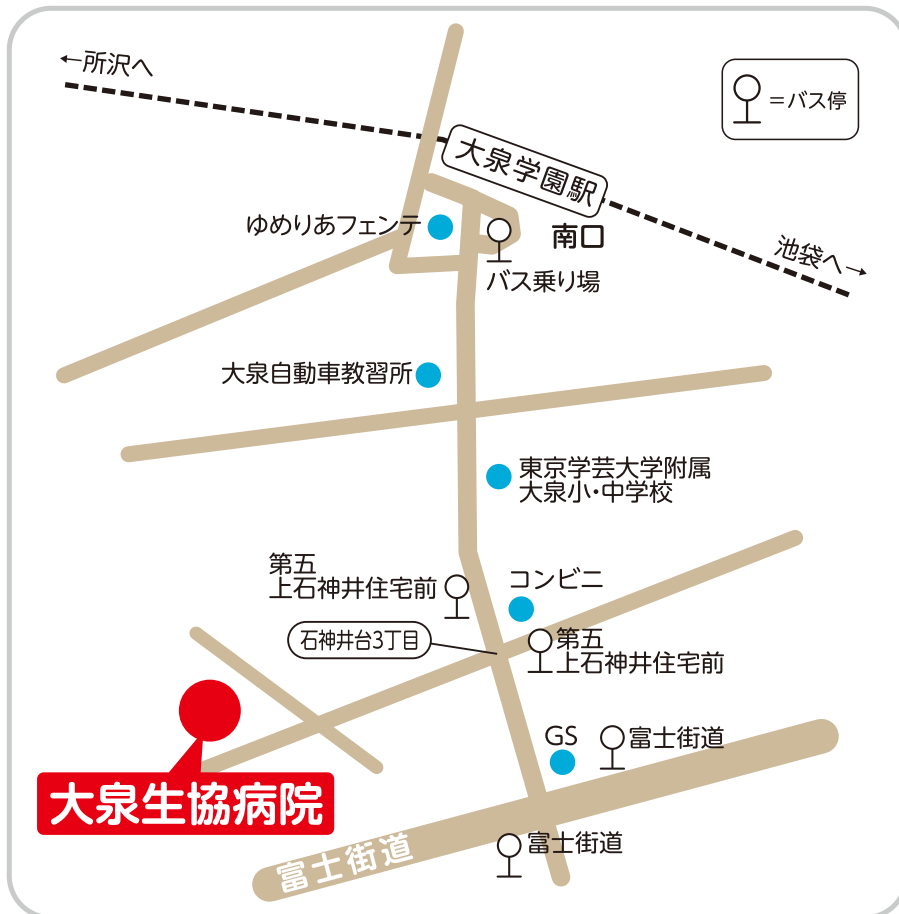 ←所沢へ
=バス停
大泉学園駅
ゆめりあフェンテ
南口
池袋へ→
バス乗り場
大泉自動車教習所
東京学芸大学附属
大泉小・中学校
第五
上石神井住宅前
コンビニ
石神井台3丁目
第五
上石神井住宅前
GS
富士街道
大泉生協病院
富士街道
富士街道